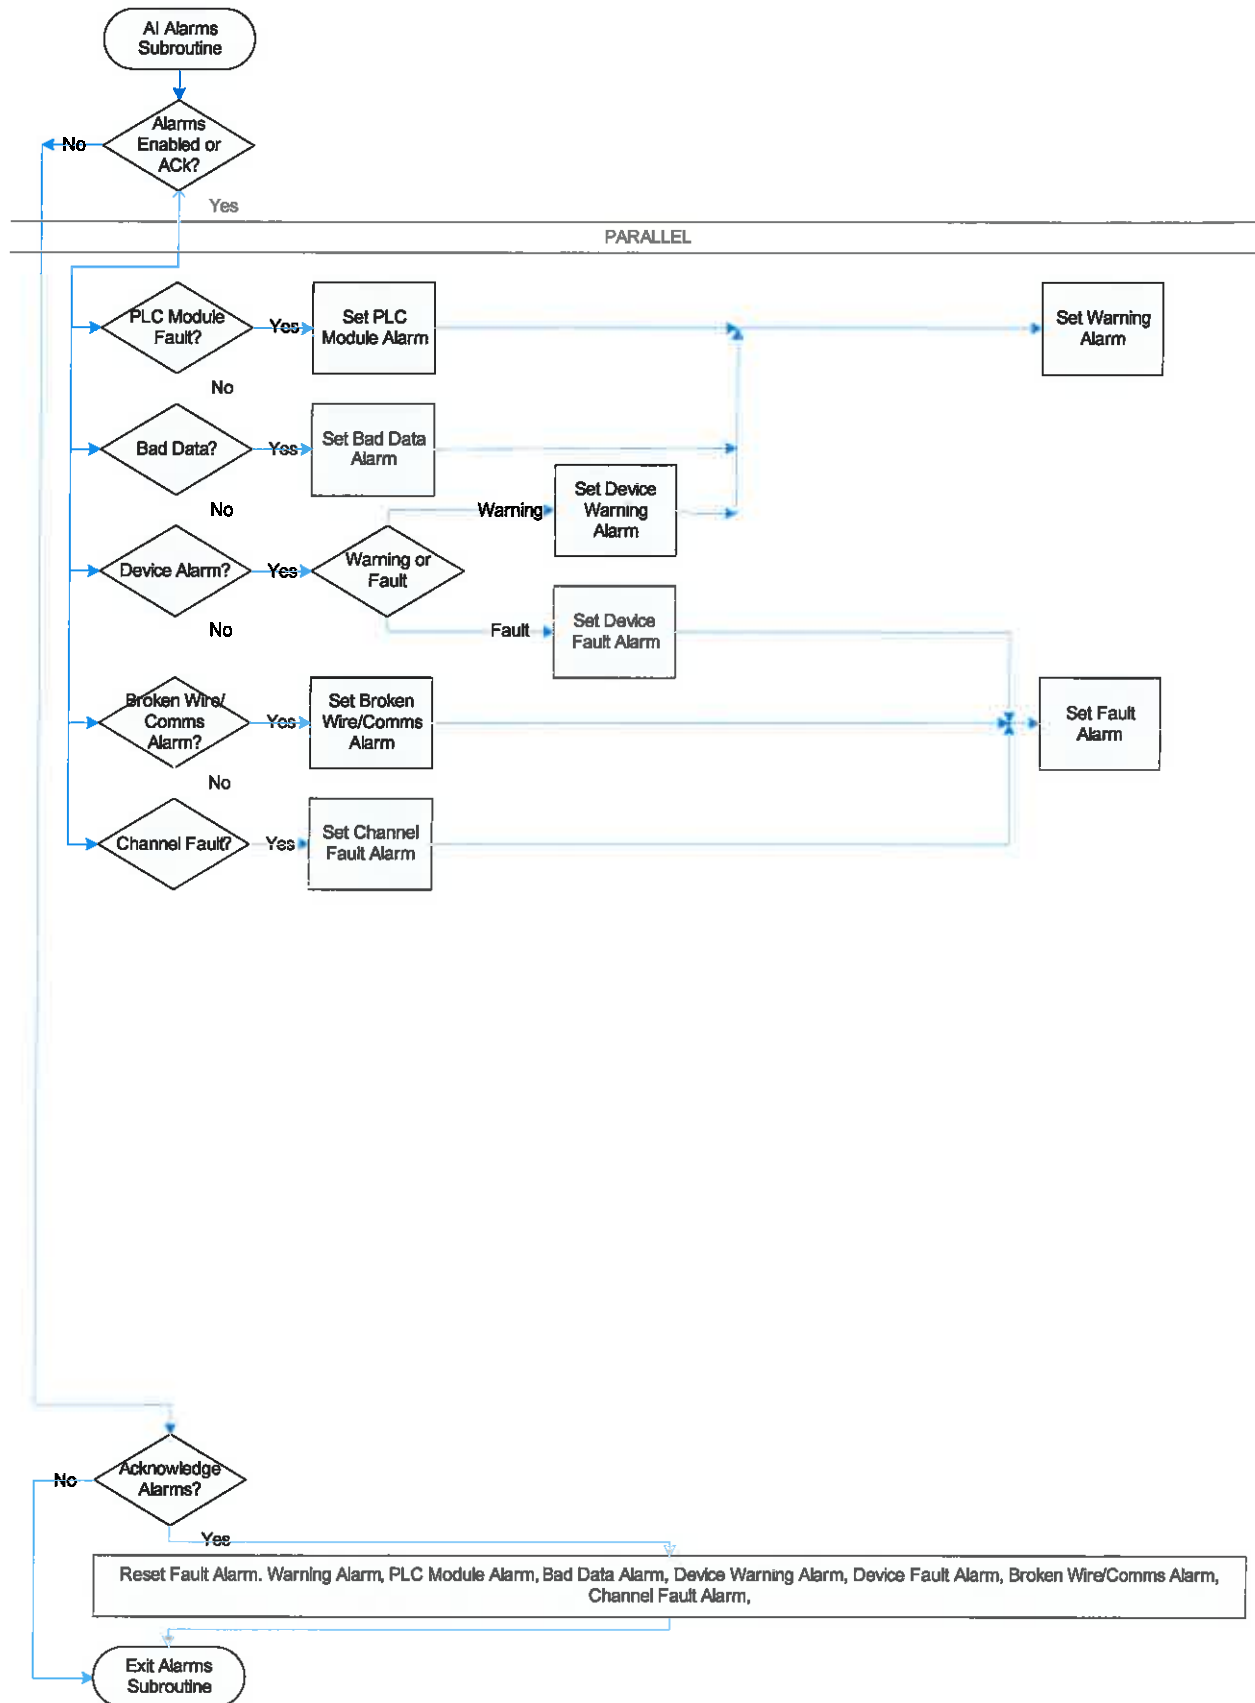 AI Alarms
Subroutine
Alarms
Enabled or
ACk?
No
Yes
PARALLEL
PLC Module
Fault?
Yes
Set PLC
Module Alarm
Set Warning
Alarm
No
Bad Data?
Yes
Set Bad Data
Alarm
No
Warning
Set Device
Warning
Alarm
Device Alarm?
Yes
Warning or
Fault
No
Fault
Set Device
Fault Alarm
Broken Wire/
Comms
Alarm?
Yes
Set Broken
Wire/Comms
Alarm
Set Fault
Alarm
No
Channel Fault?
Yes
Set Channel
Fault Alarm
Acknowledge
Alarms?
No
Yes
Reset Fault Alarm. Warning Alarm, PLC Module Alarm, Bad Data Alarm, Device Warning Alarm, Device Fault Alarm, Broken Wire/Comms Alarm,
Channel Fault Alarm,
Exit Alarms
Subroutine